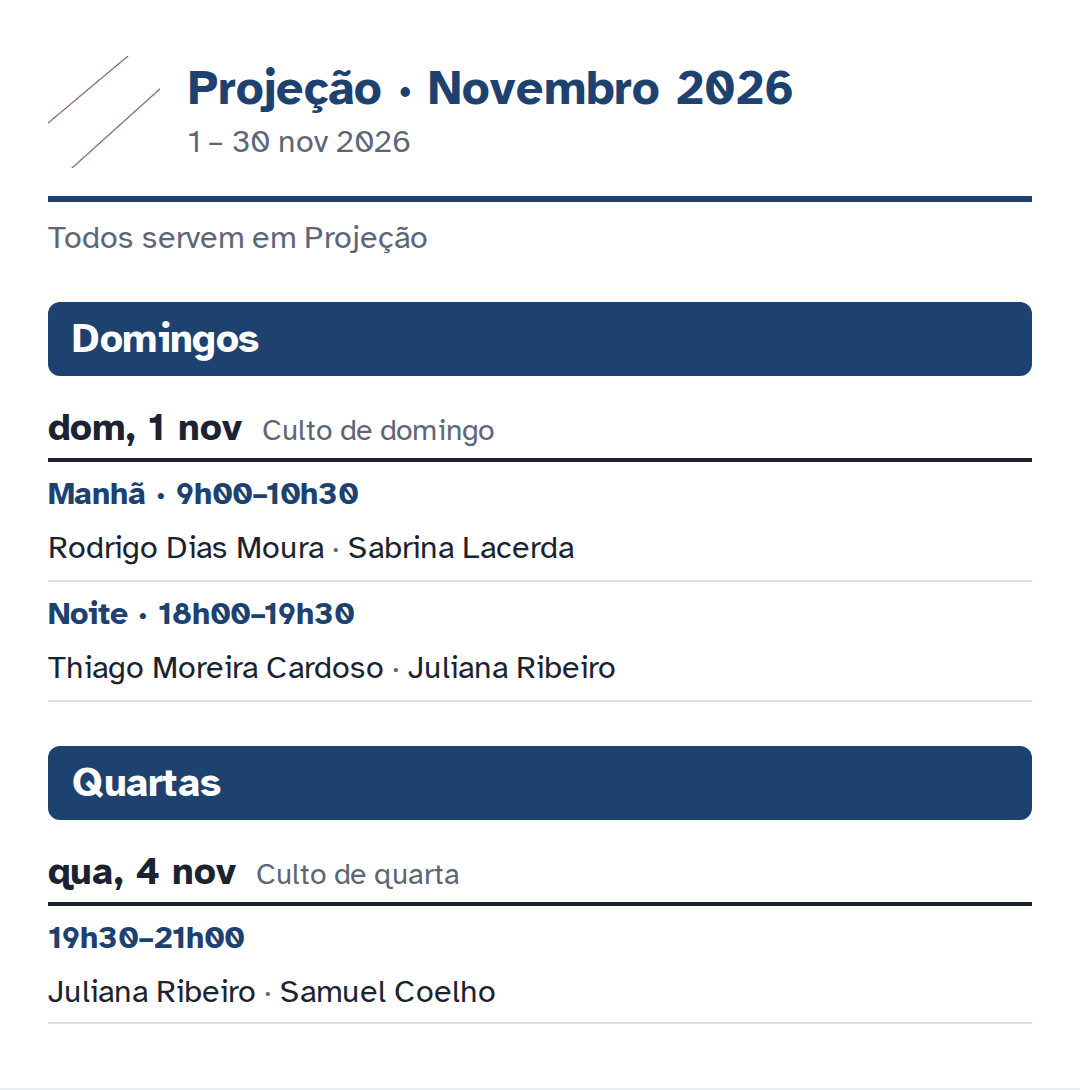 Projeção • Novembro 2026
1 – 30 nov 2026
Todos servem em Projeção
Domingos
dom, 1 nov Culto de domingo
Manhã • 9h00–10h30
Rodrigo Dias Moura · Sabrina Lacerda
Noite • 18h00–19h30
Thiago Moreira Cardoso · Juliana Ribeiro
Quartas
qua, 4 nov Culto de quarta
19h30–21h00
Juliana Ribeiro · Samuel Coelho